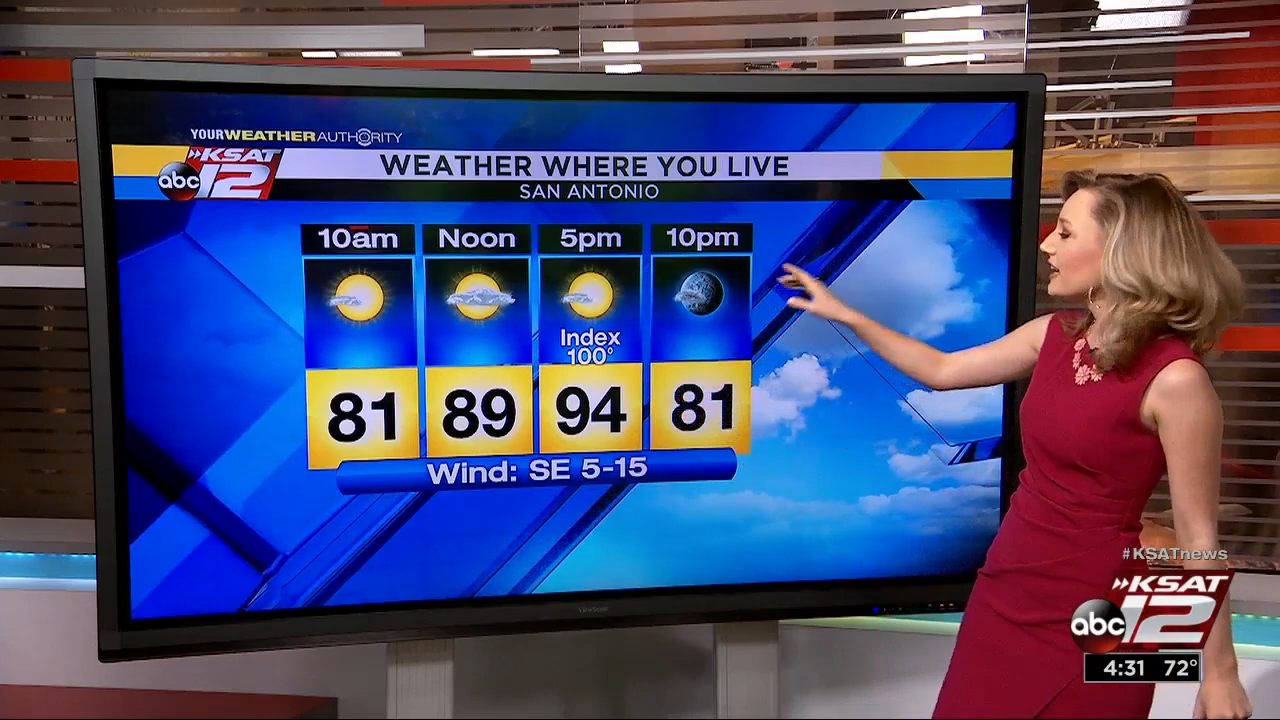 YOURWEATHERAUTHORITY
»KSAT
abc 12
WEATHER WHERE YOU LIVE
SAN ANTONIO
10am Noon 5pm 10pm
Index
100°
81 89 94 81
Wind: SE 5-15
ViewSonic
#KSATnews
»KSAT
abc 12
4:31 72°